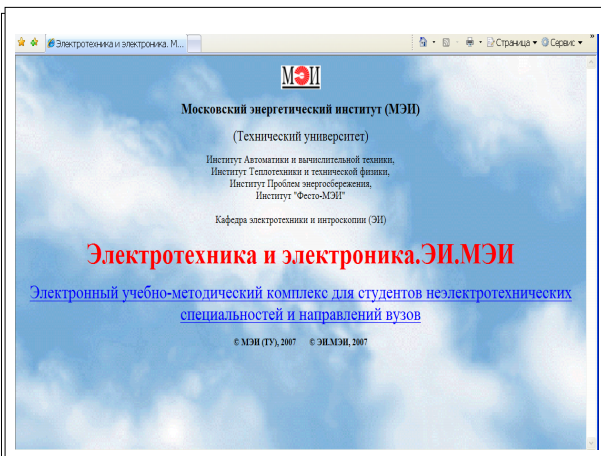 Электротехника и электроника. М...
Страница
Сервис
»
МЭИ
Московский энергетический институт (МЭИ)
(Технический университет)
Институт Автоматики и вычислительной техники,
Институт Теплотехники и технической физики,
Институт Проблем энергосбережения,
Институт "Фесто-МЭИ"
Кафедра электротехники и интроскопии (ЭИ)
Электротехника и электроника.ЭИ.МЭИ
Электронный учебно-методический комплекс для студентов неэлектротехнических
специальностей и направлений вузов
© МЭИ (ТУ), 2007 © ЭИ.МЭИ, 2007